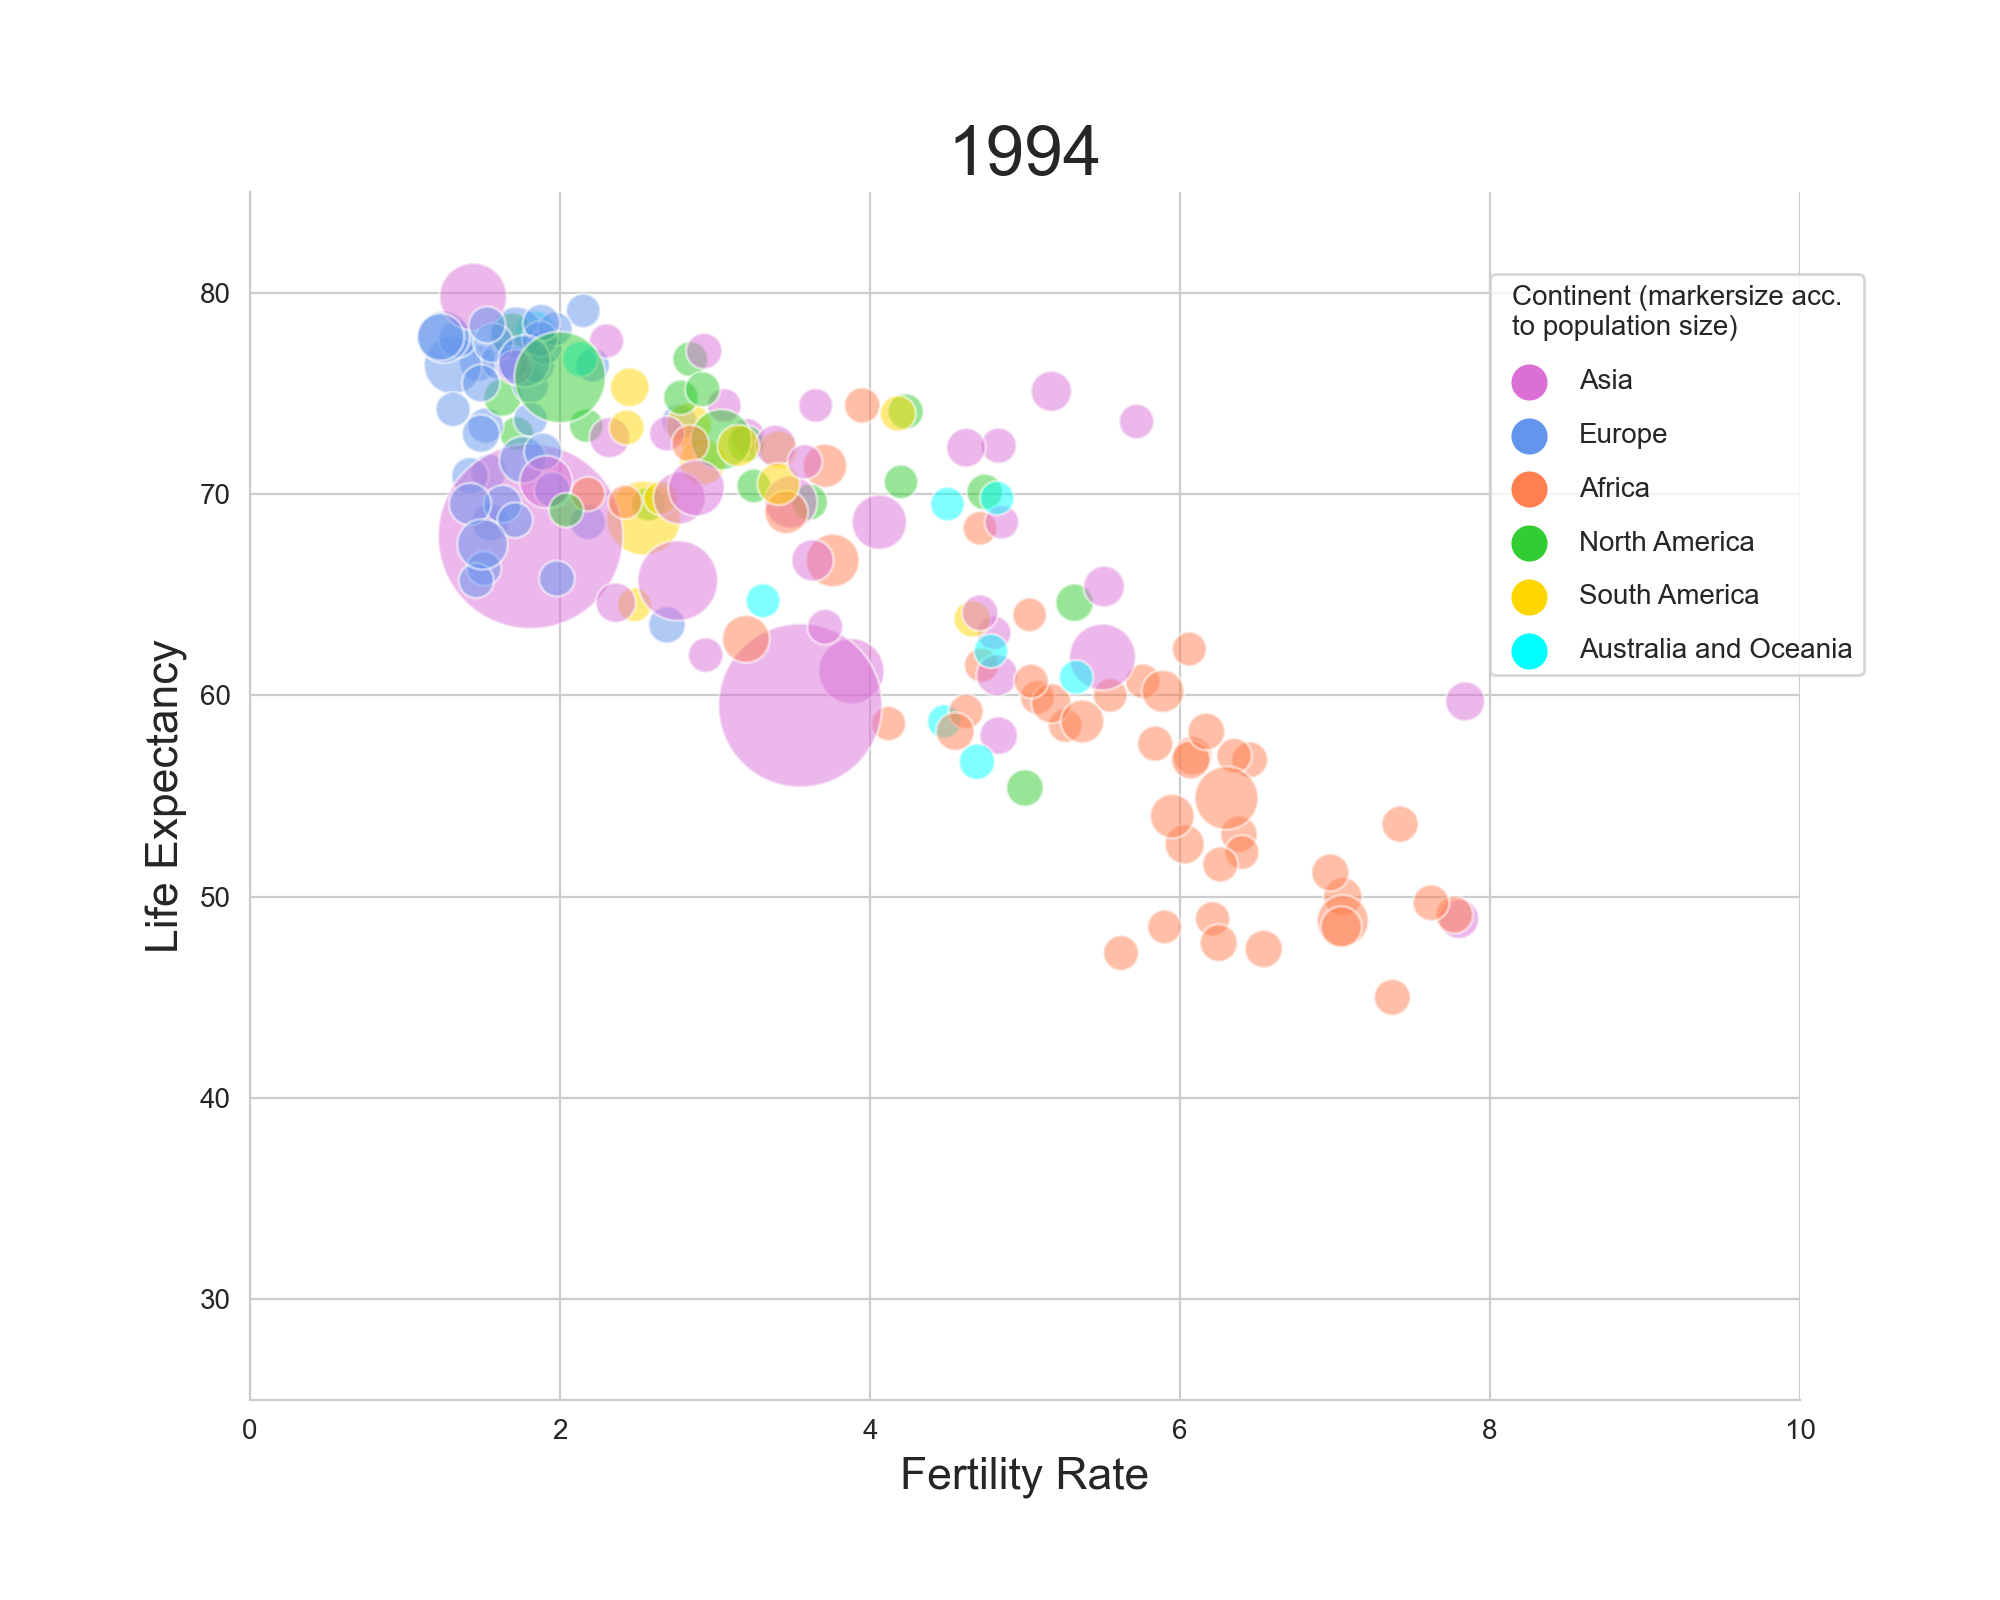 1994
Life Expectancy
80
70
60
50
40
30
0 2 4 6 8 10
Fertility Rate
Continent (markersize acc.
to population size)
Asia
Europe
Africa
North America
South America
Australia and Oceania